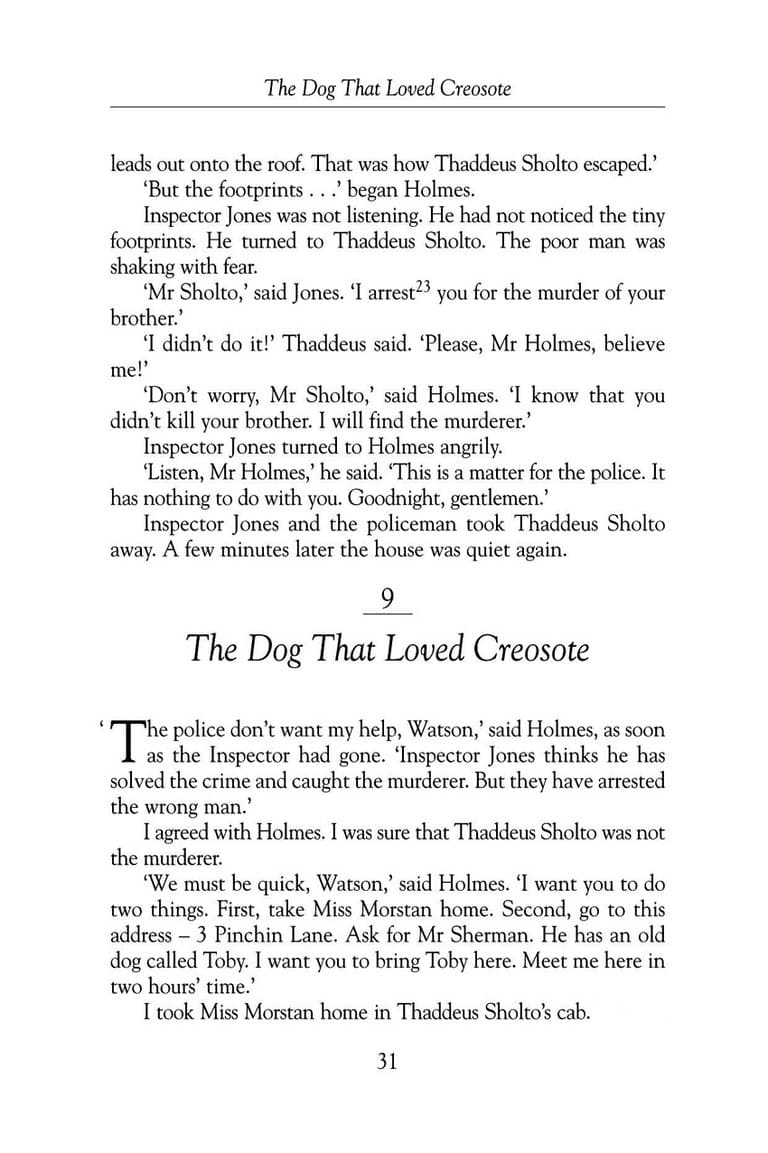 The Dog That Loved Creosote
leads out onto the roof. That was how Thaddeus Sholto escaped.’
‘But the footprints . . .’ began Holmes.
Inspector Jones was not listening. He had not noticed the tiny
footprints. He turned to Thaddeus Sholto. The poor man was
shaking with fear.
‘Mr Sholto,’ said Jones. ‘I arrest23 you for the murder of your
brother.’
‘I didn’t do it!’ Thaddeus said. ‘Please, Mr Holmes, believe
me!’
‘Don’t worry, Mr Sholto,’ said Holmes. ‘I know that you
didn’t kill your brother. I will find the murderer.’
Inspector Jones turned to Holmes angrily.
‘Listen, Mr Holmes,’ he said. ‘This is a matter for the police. It
has nothing to do with you. Goodnight, gentlemen.’
Inspector Jones and the policeman took Thaddeus Sholto
away. A few minutes later the house was quiet again.
9
The Dog That Loved Creosote
‘The police don’t want my help, Watson,’ said Holmes, as soon
as the Inspector had gone. ‘Inspector Jones thinks he has
solved the crime and caught the murderer. But they have arrested
the wrong man.’
I agreed with Holmes. I was sure that Thaddeus Sholto was not
the murderer.
‘We must be quick, Watson,’ said Holmes. ‘I want you to do
two things. First, take Miss Morstan home. Second, go to this
address – 3 Pinchin Lane. Ask for Mr Sherman. He has an old
dog called Toby. I want you to bring Toby here. Meet me here in
two hours’ time.’
I took Miss Morstan home in Thaddeus Sholto’s cab.
31